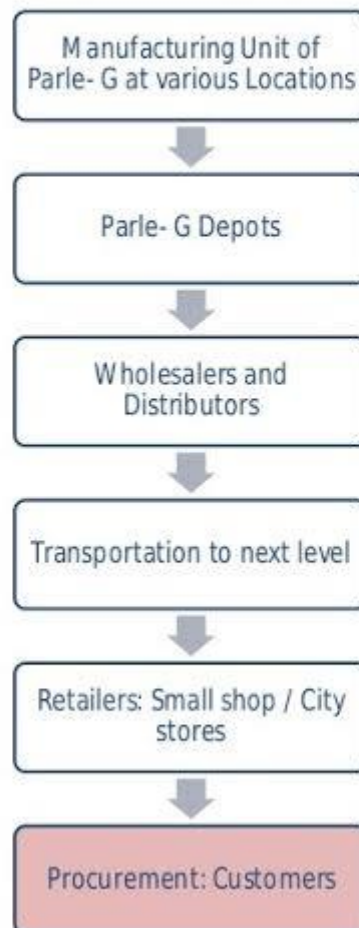 Manufacturing Unit of
Parle- G at various Locations
Parle- G Depots
Wholesalers and
Distributors
Transportation to next level
Retailers: Small shop / City
stores
Procurement: Customers